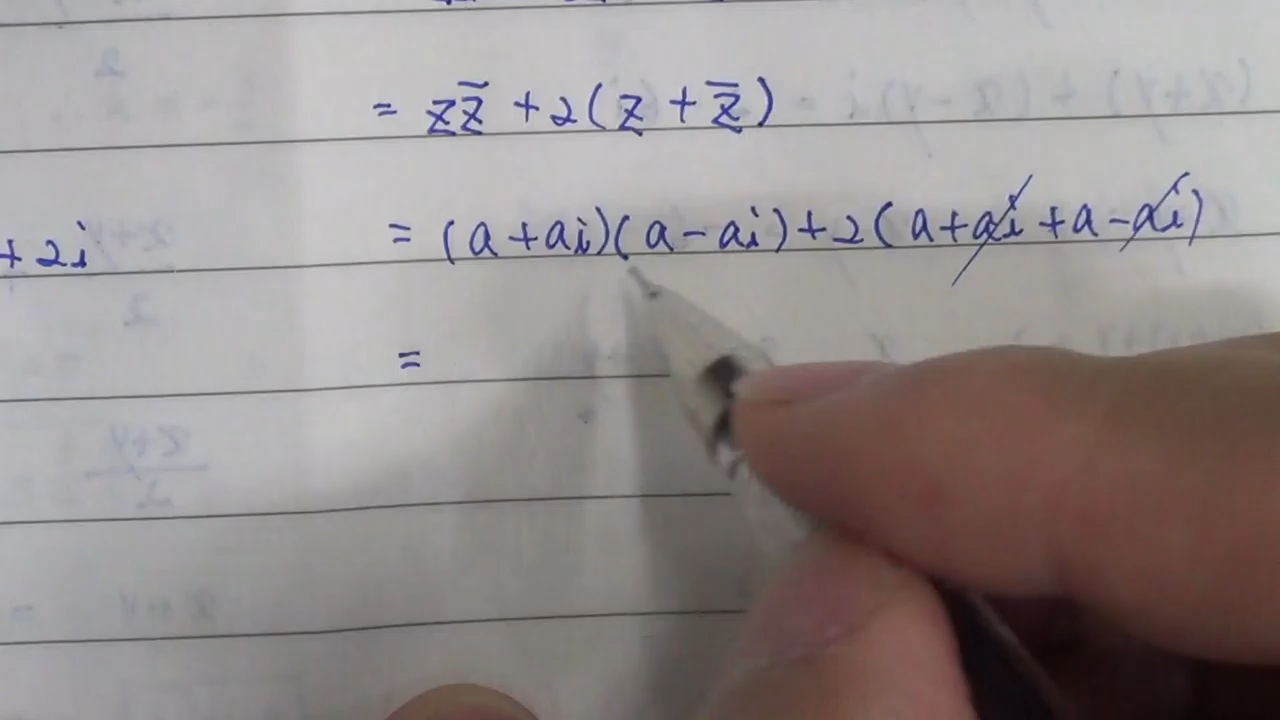 = zz̄ + 2(z + z̄)
+ 2i = (a + ai)(a - ai) + 2(a + ai + a - ai)
=